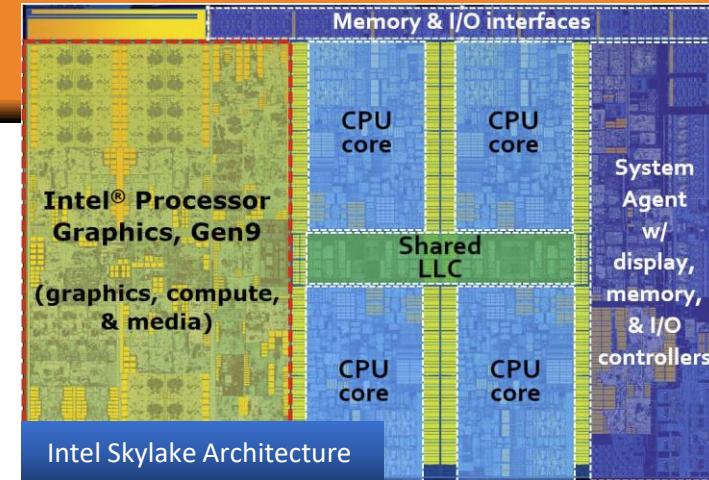 Memory & I/O interfaces
Intel® Processor
Graphics, Gen9
(graphics, compute,
& media)
CPU
core
CPU
core
Shared
LLC
CPU
core
CPU
core
System
Agent
w/
display,
memory,
& I/O
controllers
Intel Skylake Architecture